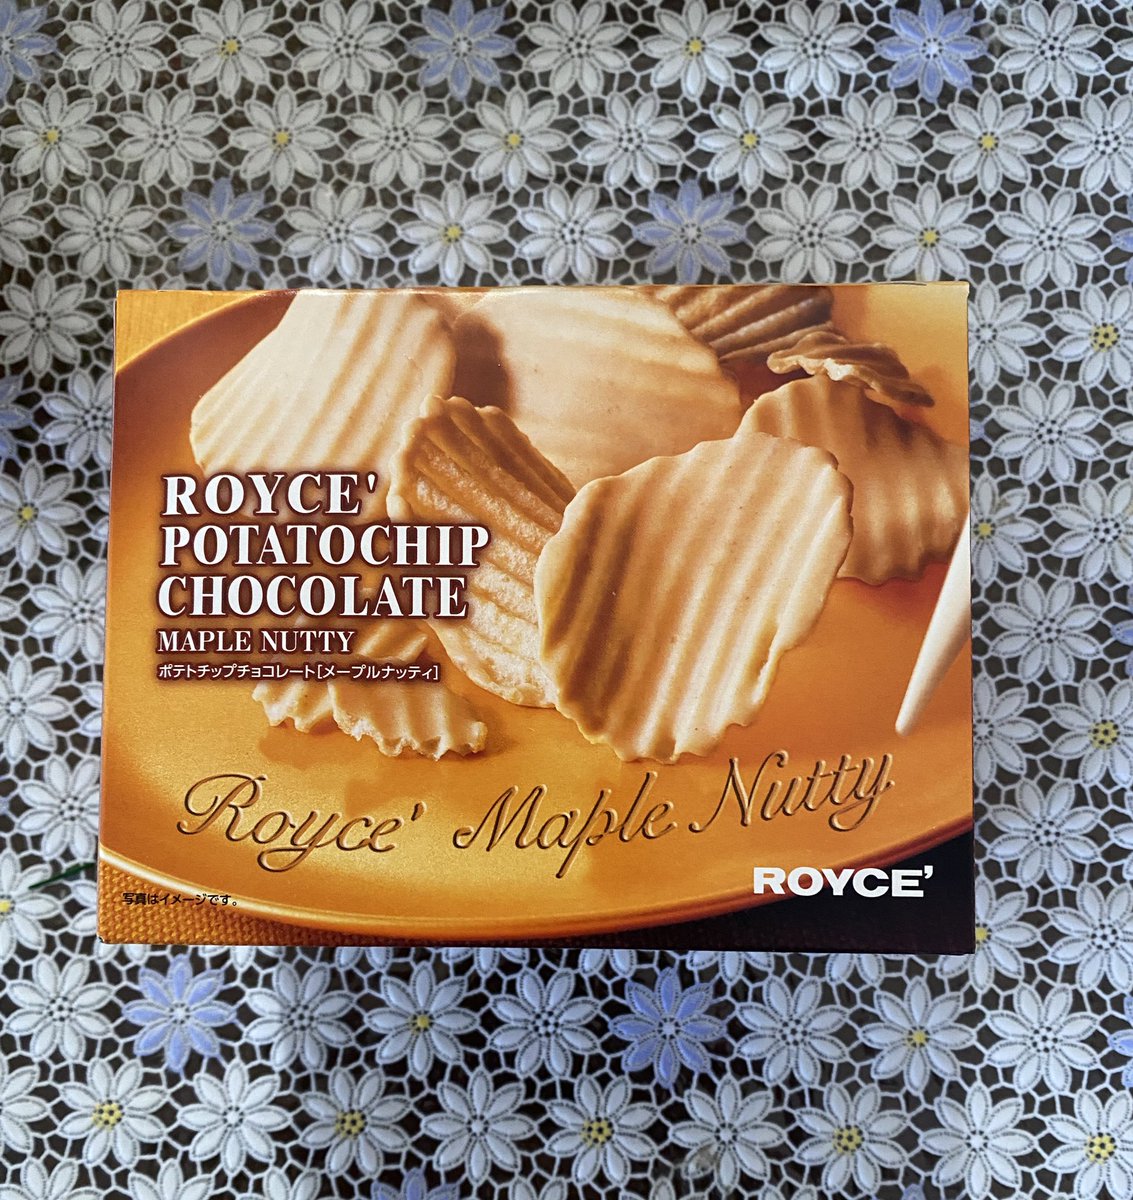 ROYCE'
POTATOCHIP
CHOCOLATE
MAPLE NUTTY
ポテトチップチョコレート[メープルナッティ]
Royce' Maple Nutty
ROYCE'
写真はイメージです。